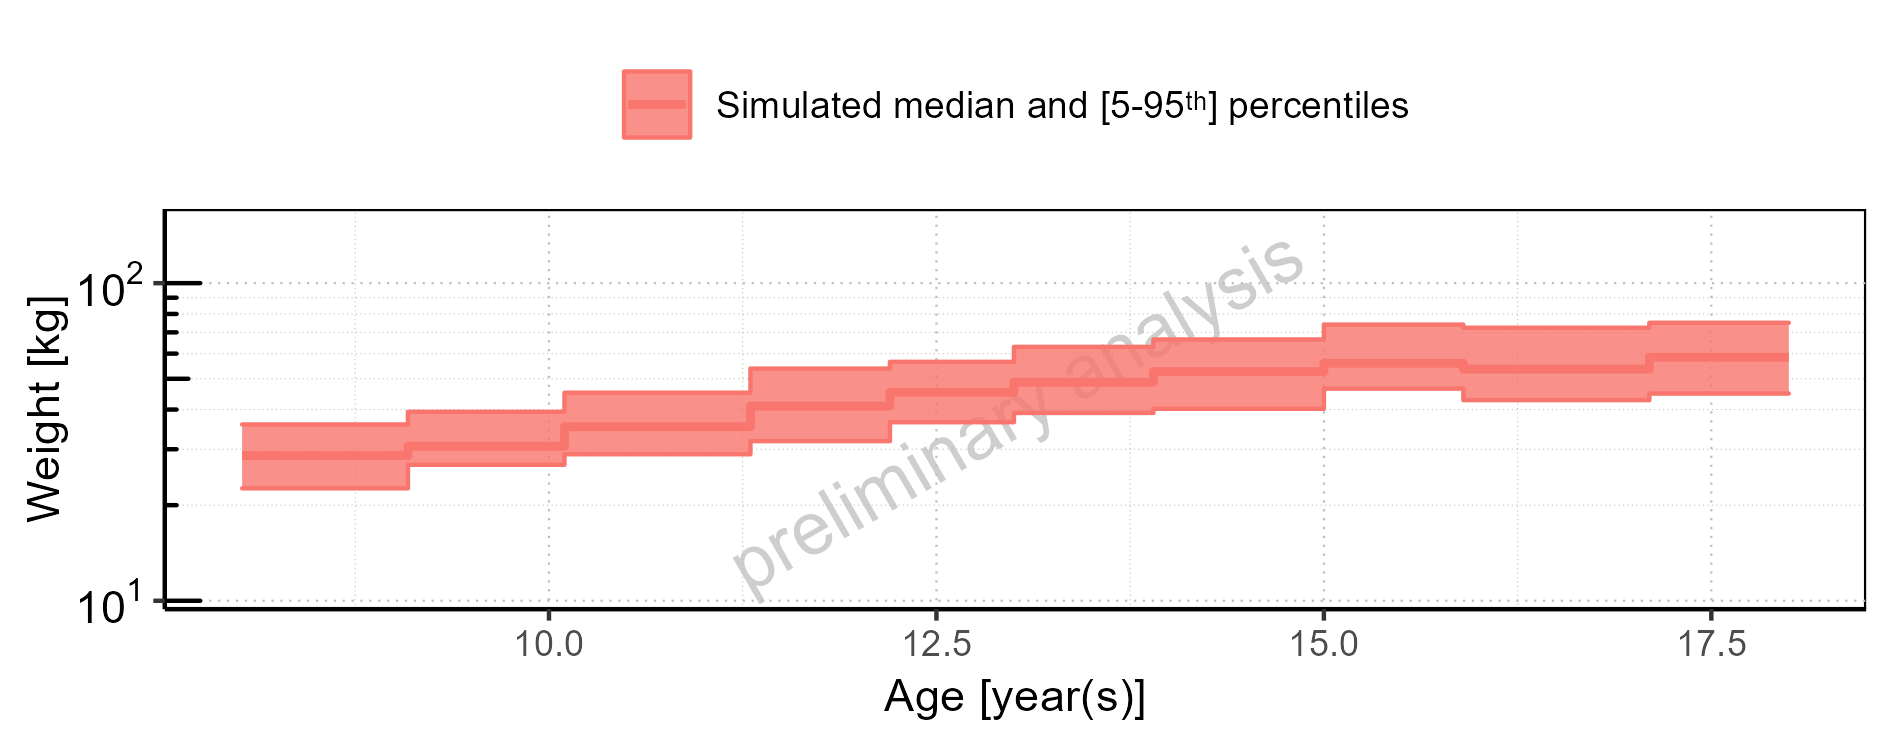 Simulated median and [5-95th] percentiles
Weight [kg]
10²
10¹
preliminary analysis
10.0 12.5 15.0 17.5
Age [year(s)]